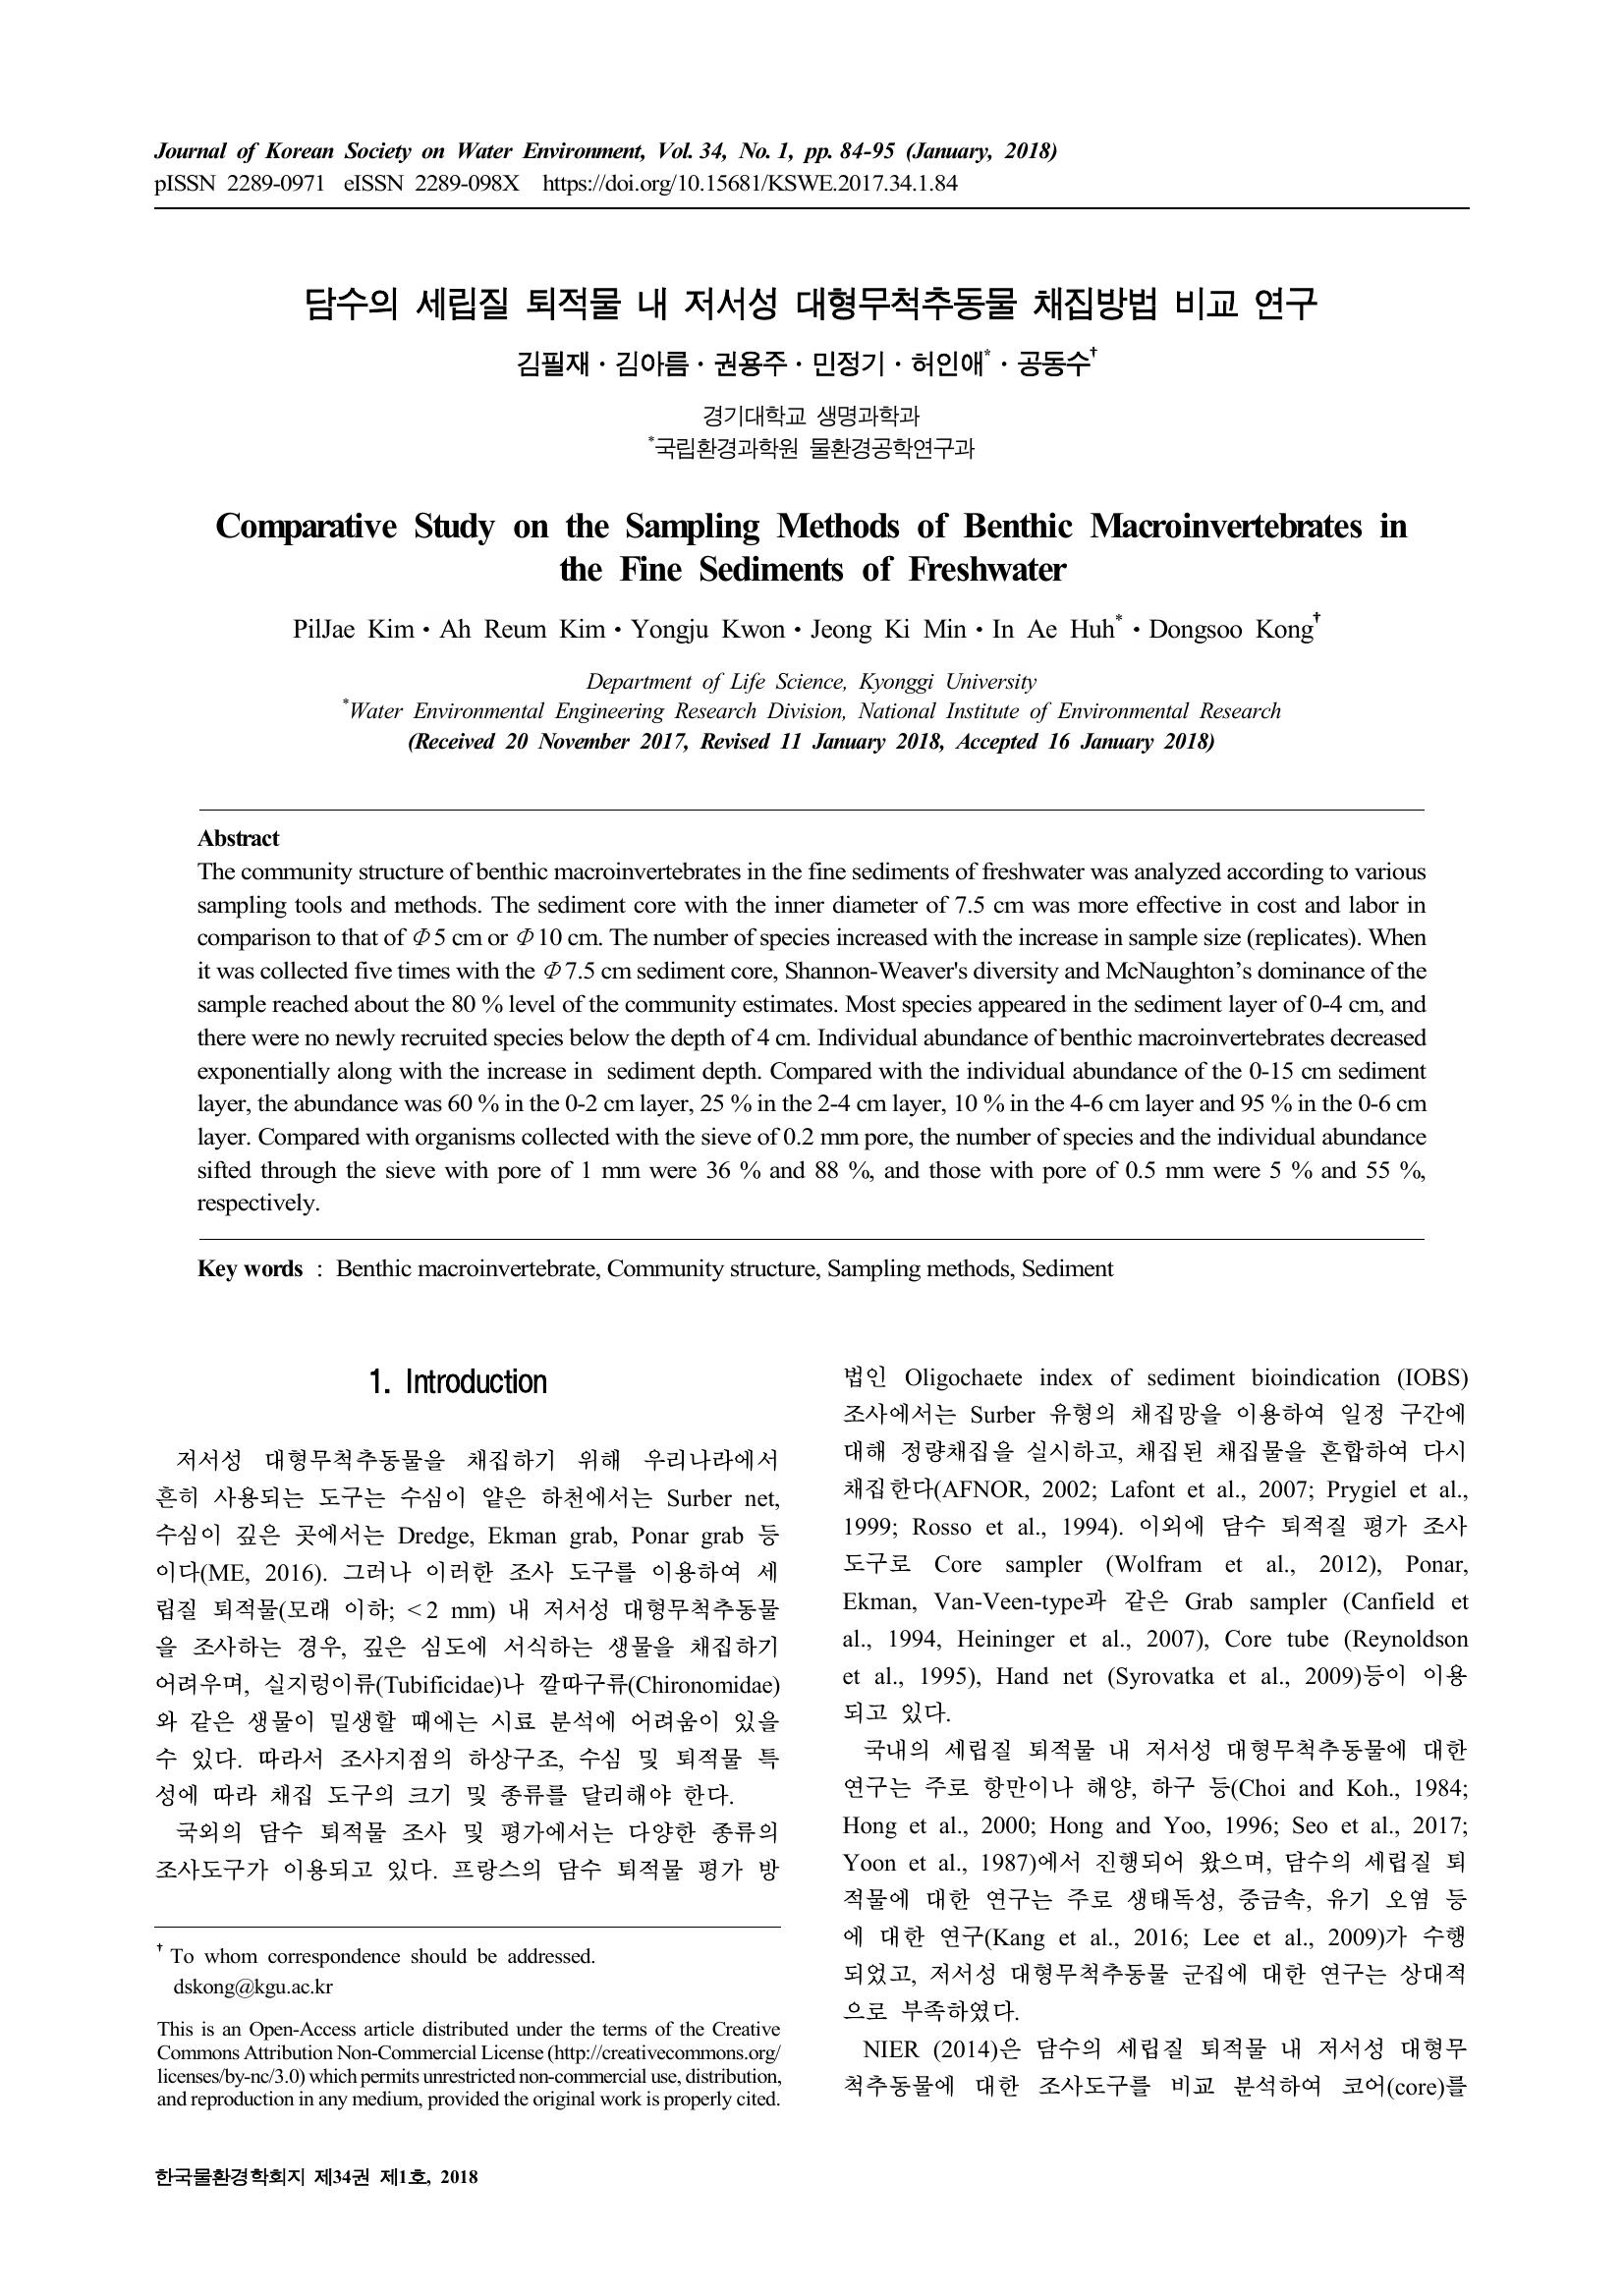 Journal of Korean Society on Water Environment, Vol. 34, No. 1, pp. 84-95 (January, 2018)
pISSN 2289-0971 eISSN 2289-098X https://doi.org/10.15681/KSWE.2017.34.1.84
담수의 세립질 퇴적물 내 저서성 대형무척추동물 채집방법 비교 연구
김필재 · 김아름 · 권용주 · 민정기 · 허인애* · 공동수†
경기대학교 생명과학과
*국립환경과학원 물환경공학연구과
Comparative Study on the Sampling Methods of Benthic Macroinvertebrates in
the Fine Sediments of Freshwater
PilJae Kim · Ah Reum Kim · Yongju Kwon · Jeong Ki Min · In Ae Huh* · Dongsoo Kong†
Department of Life Science, Kyonggi University
*Water Environmental Engineering Research Division, National Institute of Environmental Research
(Received 20 November 2017, Revised 11 January 2018, Accepted 16 January 2018)
Abstract
The community structure of benthic macroinvertebrates in the fine sediments of freshwater was analyzed according to various
sampling tools and methods. The sediment core with the inner diameter of 7.5 cm was more effective in cost and labor in
comparison to that of Φ 5 cm or Φ 10 cm. The number of species increased with the increase in sample size (replicates). When
it was collected five times with the Φ 7.5 cm sediment core, Shannon-Weaver's diversity and McNaughton’s dominance of the
sample reached about the 80 % level of the community estimates. Most species appeared in the sediment layer of 0-4 cm, and
there were no newly recruited species below the depth of 4 cm. Individual abundance of benthic macroinvertebrates decreased
exponentially along with the increase in sediment depth. Compared with the individual abundance of the 0-15 cm sediment
layer, the abundance was 60 % in the 0-2 cm layer, 25 % in the 2-4 cm layer, 10 % in the 4-6 cm layer and 95 % in the 0-6 cm
layer. Compared with organisms collected with the sieve of 0.2 mm pore, the number of species and the individual abundance
sifted through the sieve with pore of 1 mm were 36 % and 88 %, and those with pore of 0.5 mm were 5 % and 55 %,
respectively.
Key words : Benthic macroinvertebrate, Community structure, Sampling methods, Sediment
1. Introduction
저서성 대형무척추동물을 채집하기 위해 우리나라에서
흔히 사용되는 도구는 수심이 얕은 하천에서는 Surber net,
수심이 깊은 곳에서는 Dredge, Ekman grab, Ponar grab 등
이다(ME, 2016). 그러나 이러한 조사 도구를 이용하여 세
립질 퇴적물(모래 이하; < 2 mm) 내 저서성 대형무척추동물
을 조사하는 경우, 깊은 심도에 서식하는 생물을 채집하기
어려우며, 실지렁이류(Tubificidae)나 깔따구류(Chironomidae)
와 같은 생물이 밀생할 때에는 시료 분석에 어려움이 있을
수 있다. 따라서 조사지점의 하상구조, 수심 및 퇴적물 특
성에 따라 채집 도구의 크기 및 종류를 달리해야 한다.
국외의 담수 퇴적물 조사 및 평가에서는 다양한 종류의
조사도구가 이용되고 있다. 프랑스의 담수 퇴적물 평가 방
† To whom correspondence should be addressed.
dskong@kgu.ac.kr
This is an Open-Access article distributed under the terms of the Creative
Commons Attribution Non-Commercial License (http://creativecommons.org/
licenses/by-nc/3.0) which permits unrestricted non-commercial use, distribution,
and reproduction in any medium, provided the original work is properly cited.
법인 Oligochaete index of sediment bioindication (IOBS)
조사에서는 Surber 유형의 채집망을 이용하여 일정 구간에
대해 정량채집을 실시하고, 채집된 채집물을 혼합하여 다시
채집한다(AFNOR, 2002; Lafont et al., 2007; Prygiel et al.,
1999; Rosso et al., 1994). 이외에 담수 퇴적질 평가 조사
도구로 Core sampler (Wolfram et al., 2012), Ponar,
Ekman, Van-Veen-type과 같은 Grab sampler (Canfield et
al., 1994, Heininger et al., 2007), Core tube (Reynoldson
et al., 1995), Hand net (Syrovatka et al., 2009)등이 이용
되고 있다.
국내의 세립질 퇴적물 내 저서성 대형무척추동물에 대한
연구는 주로 항만이나 해양, 하구 등(Choi and Koh., 1984;
Hong et al., 2000; Hong and Yoo, 1996; Seo et al., 2017;
Yoon et al., 1987)에서 진행되어 왔으며, 담수의 세립질 퇴
적물에 대한 연구는 주로 생태독성, 중금속, 유기 오염 등
에 대한 연구(Kang et al., 2016; Lee et al., 2009)가 수행
되었고, 저서성 대형무척추동물 군집에 대한 연구는 상대적
으로 부족하였다.
NIER (2014)은 담수의 세립질 퇴적물 내 저서성 대형무
척추동물에 대한 조사도구를 비교 분석하여 코어(core)를
한국물환경학회지 제34권 제1호, 2018